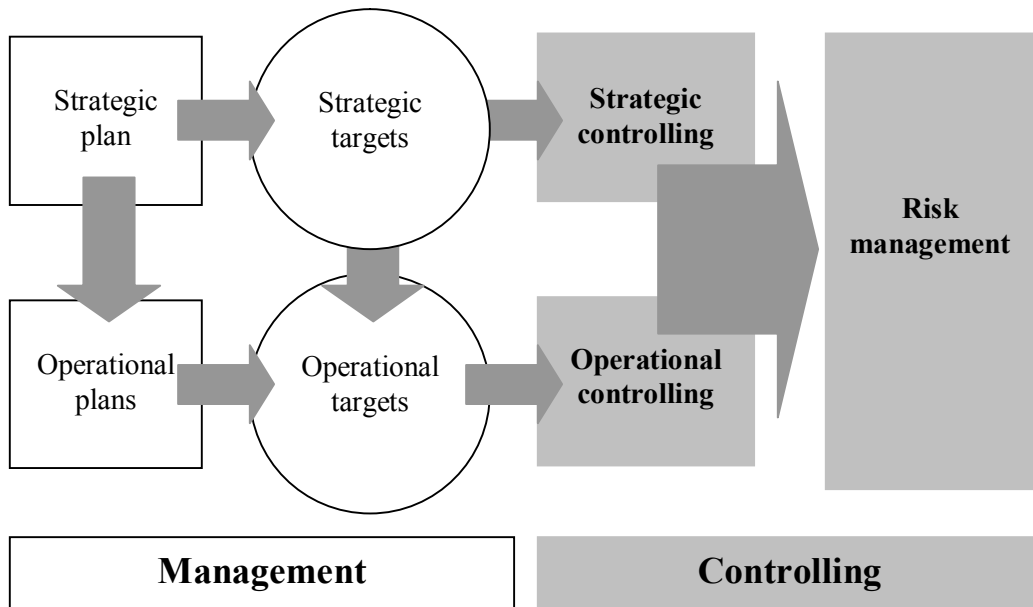 Strategic
plan
Strategic
targets
Strategic
controlling
Risk
management
Operational
plans
Operational
targets
Operational
controlling
Management
Controlling